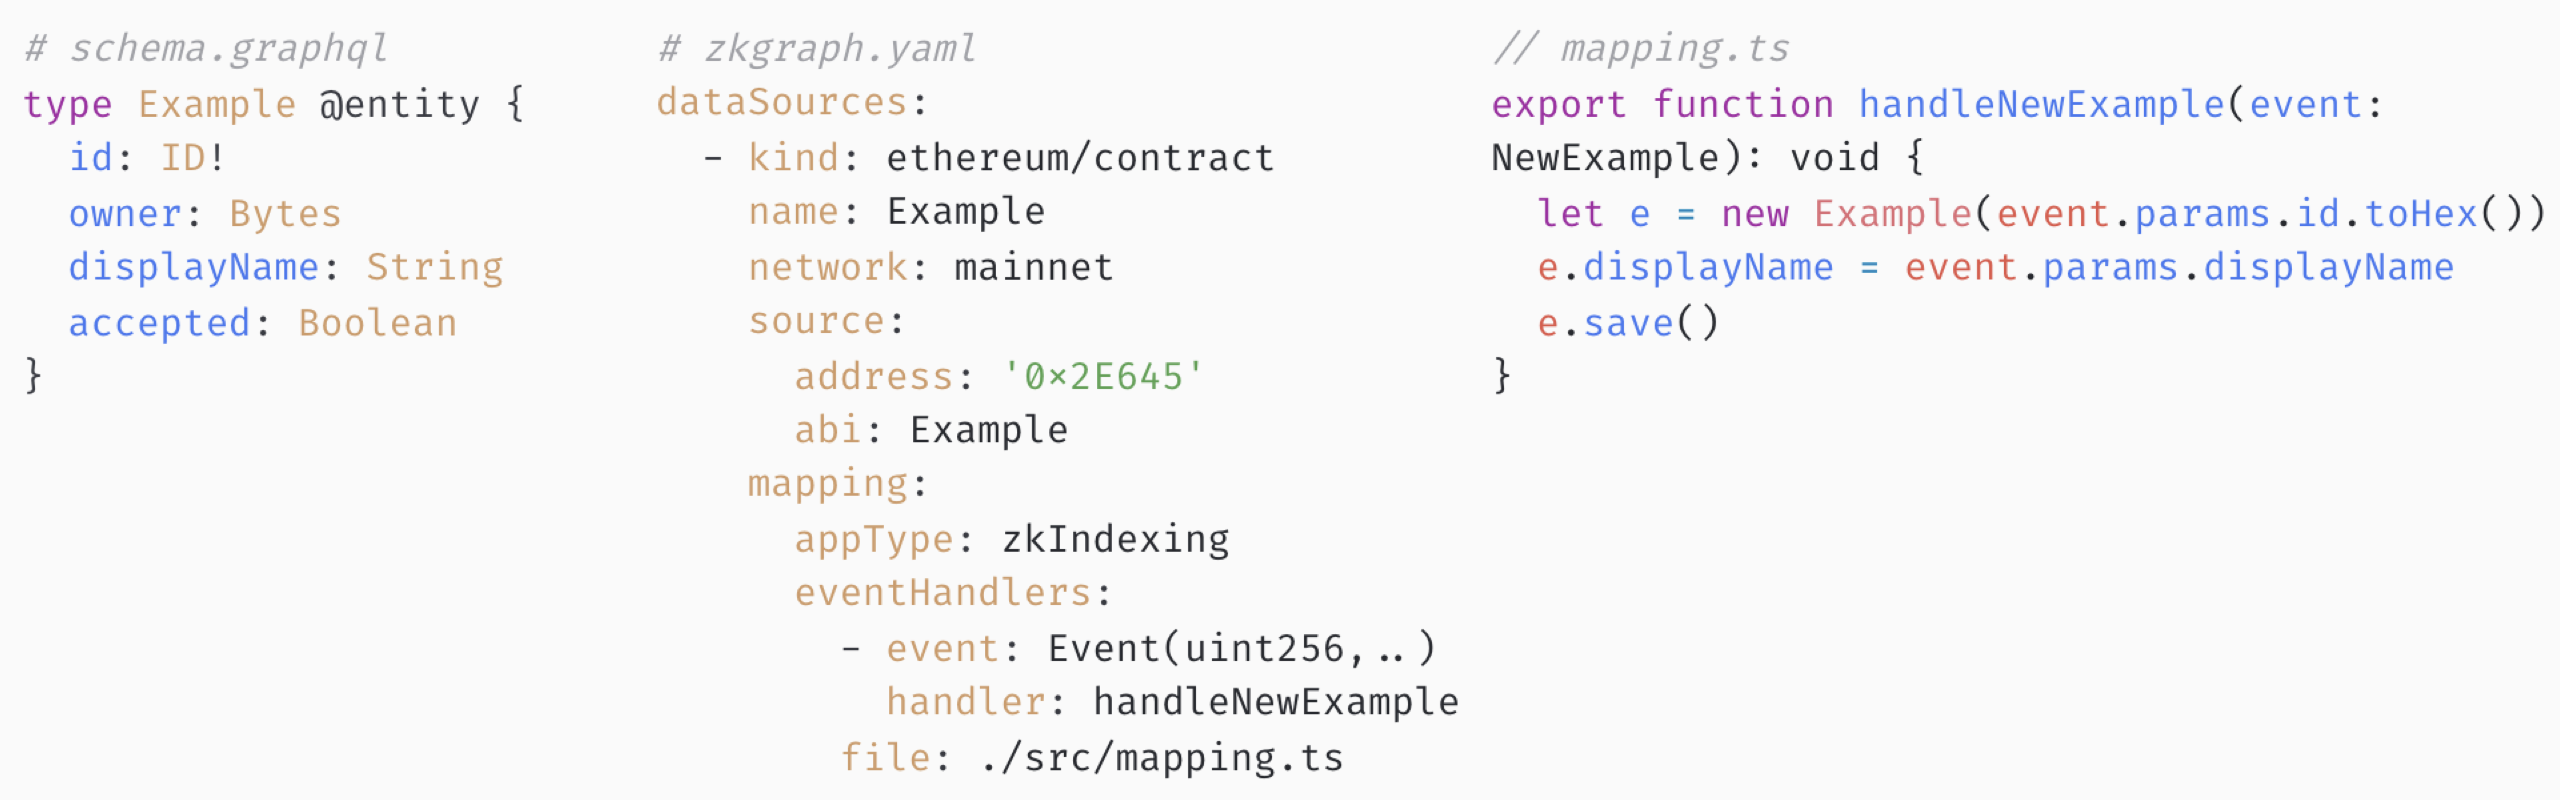 # schema.graphql
type Example @entity {
  id: ID!
  owner: Bytes
  displayName: String
  accepted: Boolean
}
# zkgraph.yaml
dataSources:
  - kind: ethereum/contract
    name: Example
    network: mainnet
    source:
      address: '0x2E645'
      abi: Example
    mapping:
      appType: zkIndexing
      eventHandlers:
        - event: Event(uint256,..)
          handler: handleNewExample
        file: ./src/mapping.ts
// mapping.ts
export function handleNewExample(event:
NewExample): void {
  let e = new Example(event.params.id.toHex())
  e.displayName = event.params.displayName
  e.save()
}